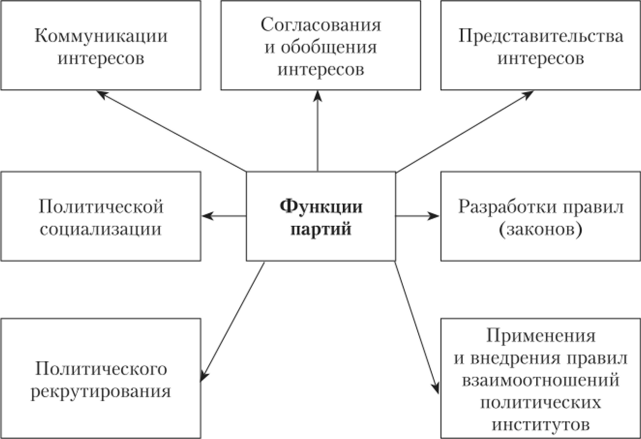 Коммуникации
интересов
Согласования
и обобщения
интересов
Представительства
интересов
Политической
социализации
Функции
партий
Разработки правил
(законов)
Политического
рекрутирования
Применения
и внедрения правил
взаимоотношений
политических
институтов